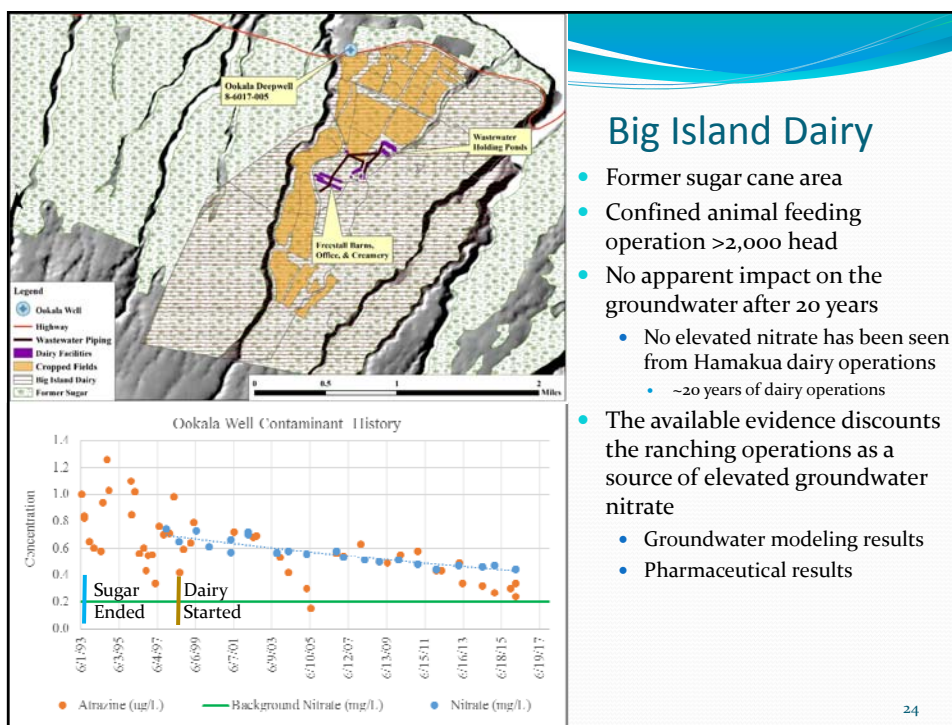 Ookala Deepwell
8-6017-005
Wastewater
Holding Ponds
Freestall Barns,
Office, & Creamery
Legend
Ookala Well
Highway
Wastewater Piping
Dairy Facilities
Cropped Fields
Big Island Dairy
Former Sugar
0 0.5 1 2
Miles
Big Island Dairy
Former sugar cane area
Confined animal feeding
operation >2,000 head
No apparent impact on the
groundwater after 20 years
No elevated nitrate has been seen
from Hamakua dairy operations
~20 years of dairy operations
The available evidence discounts
the ranching operations as a
source of elevated groundwater
nitrate
Groundwater modeling results
Pharmaceutical results
Ookala Well Contaminant History
Concentration
1.4
1.2
1.0
0.8
0.6
0.4
0.2
0.0
Sugar
Ended
Dairy
Started
6/1/93
6/3/95
6/4/97
6/6/99
6/7/01
6/9/03
6/10/05
6/12/07
6/13/09
6/15/11
6/16/13
6/18/15
6/19/17
Atrazine (ug/L)
Background Nitrate (mg/L)
Nitrate (mg/L)
24